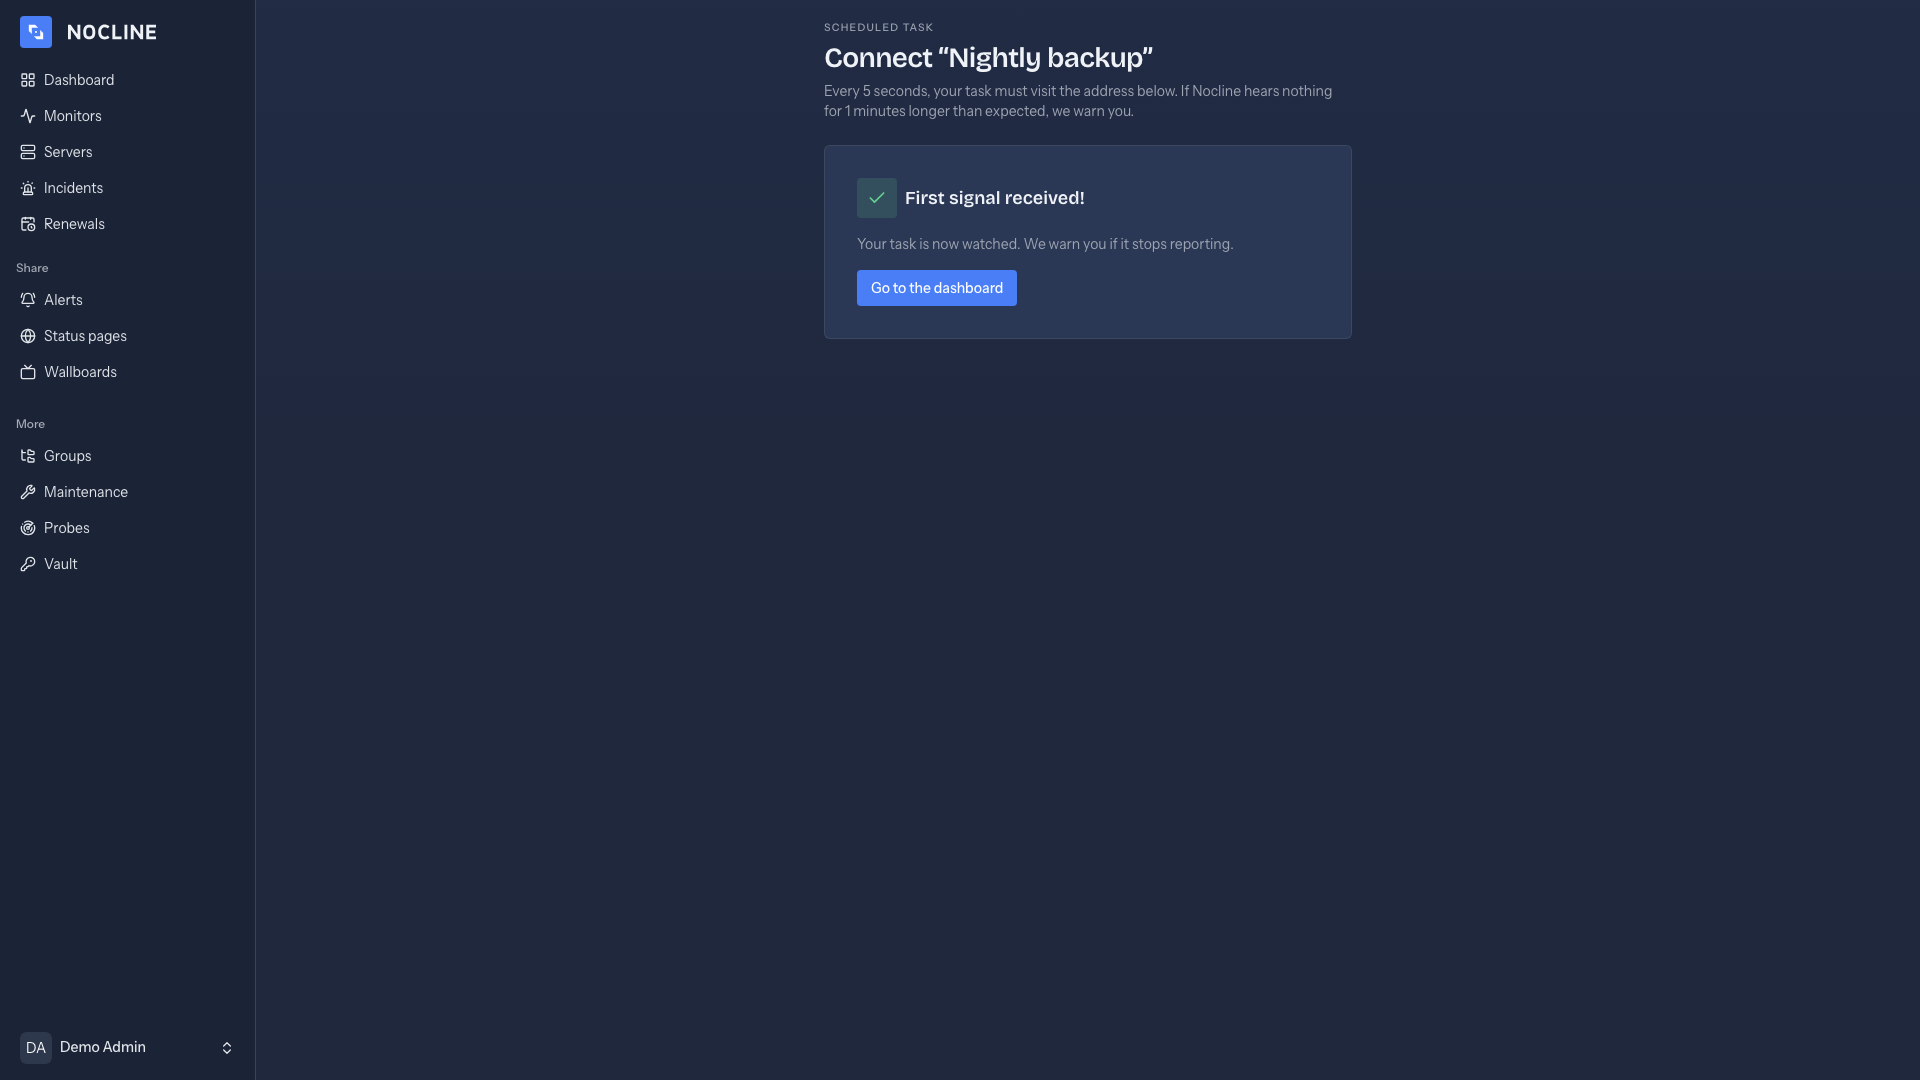 NOCLINE
Dashboard
Monitors
Servers
Incidents
Renewals
Share
Alerts
Status pages
Wallboards
More
Groups
Maintenance
Probes
Vault
DA Demo Admin
SCHEDULED TASK
Connect “Nightly backup”
Every 5 seconds, your task must visit the address below. If Nocline hears nothing
for 1 minutes longer than expected, we warn you.
First signal received!
Your task is now watched. We warn you if it stops reporting.
Go to the dashboard